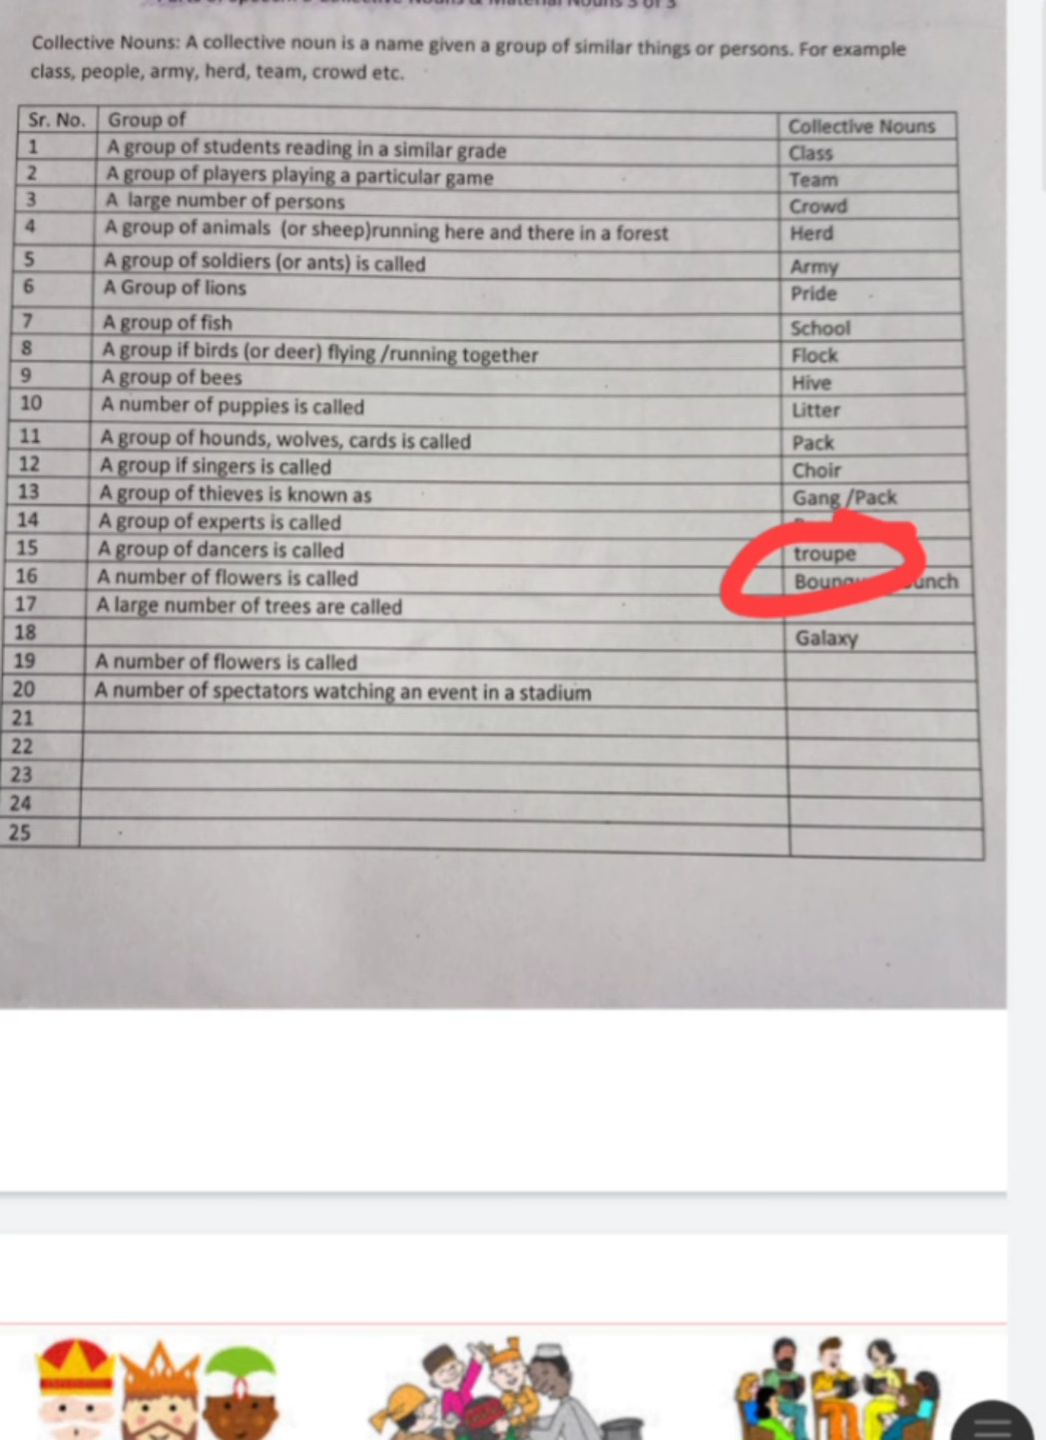 Collective Nouns: A collective noun is a name given a group of similar things or persons. For example
class, people, army, herd, team, crowd etc.
Sr. No. Group of Collective Nouns
1 A group of students reading in a similar grade Class
2 A group of players playing a particular game Team
3 A large number of persons Crowd
4 A group of animals (or sheep)running here and there in a forest Herd
5 A group of soldiers (or ants) is called Army
6 A Group of lions Pride
7 A group of fish School
8 A group if birds (or deer) flying /running together Flock
9 A group of bees Hive
10 A number of puppies is called Litter
11 A group of hounds, wolves, cards is called Pack
12 A group if singers is called Choir
13 A group of thieves is known as Gang /Pack
14 A group of experts is called
15 A group of dancers is called troupe
16 A number of flowers is called
17 A large number of trees are called
18 Galaxy
19 A number of flowers is called
20 A number of spectators watching an event in a stadium
21
22
23
24
25